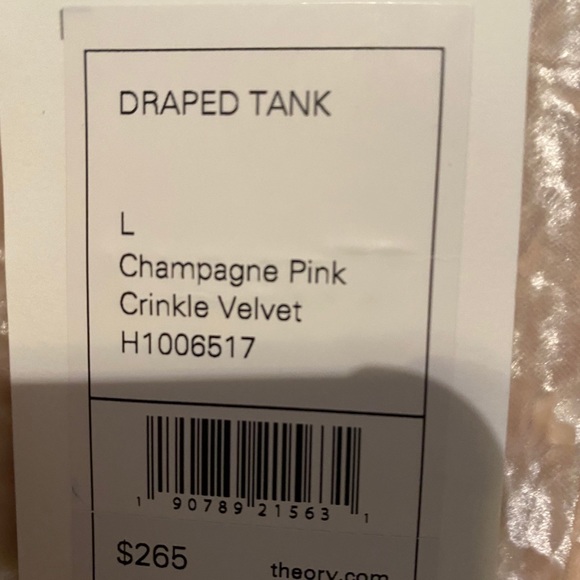 DRAPED TANK
L
Champagne Pink
Crinkle Velvet
H1006517
1 90789 21563 1
$265
theory.com